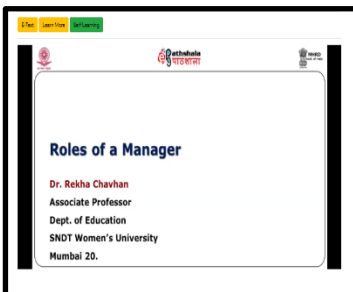 E-Text Learn More Self Learning
पाठशाला
MHRD
Roles of a Manager
Dr. Rekha Chavhan
Associate Professor
Dept. of Education
SNDT Women's University
Mumbai 20.